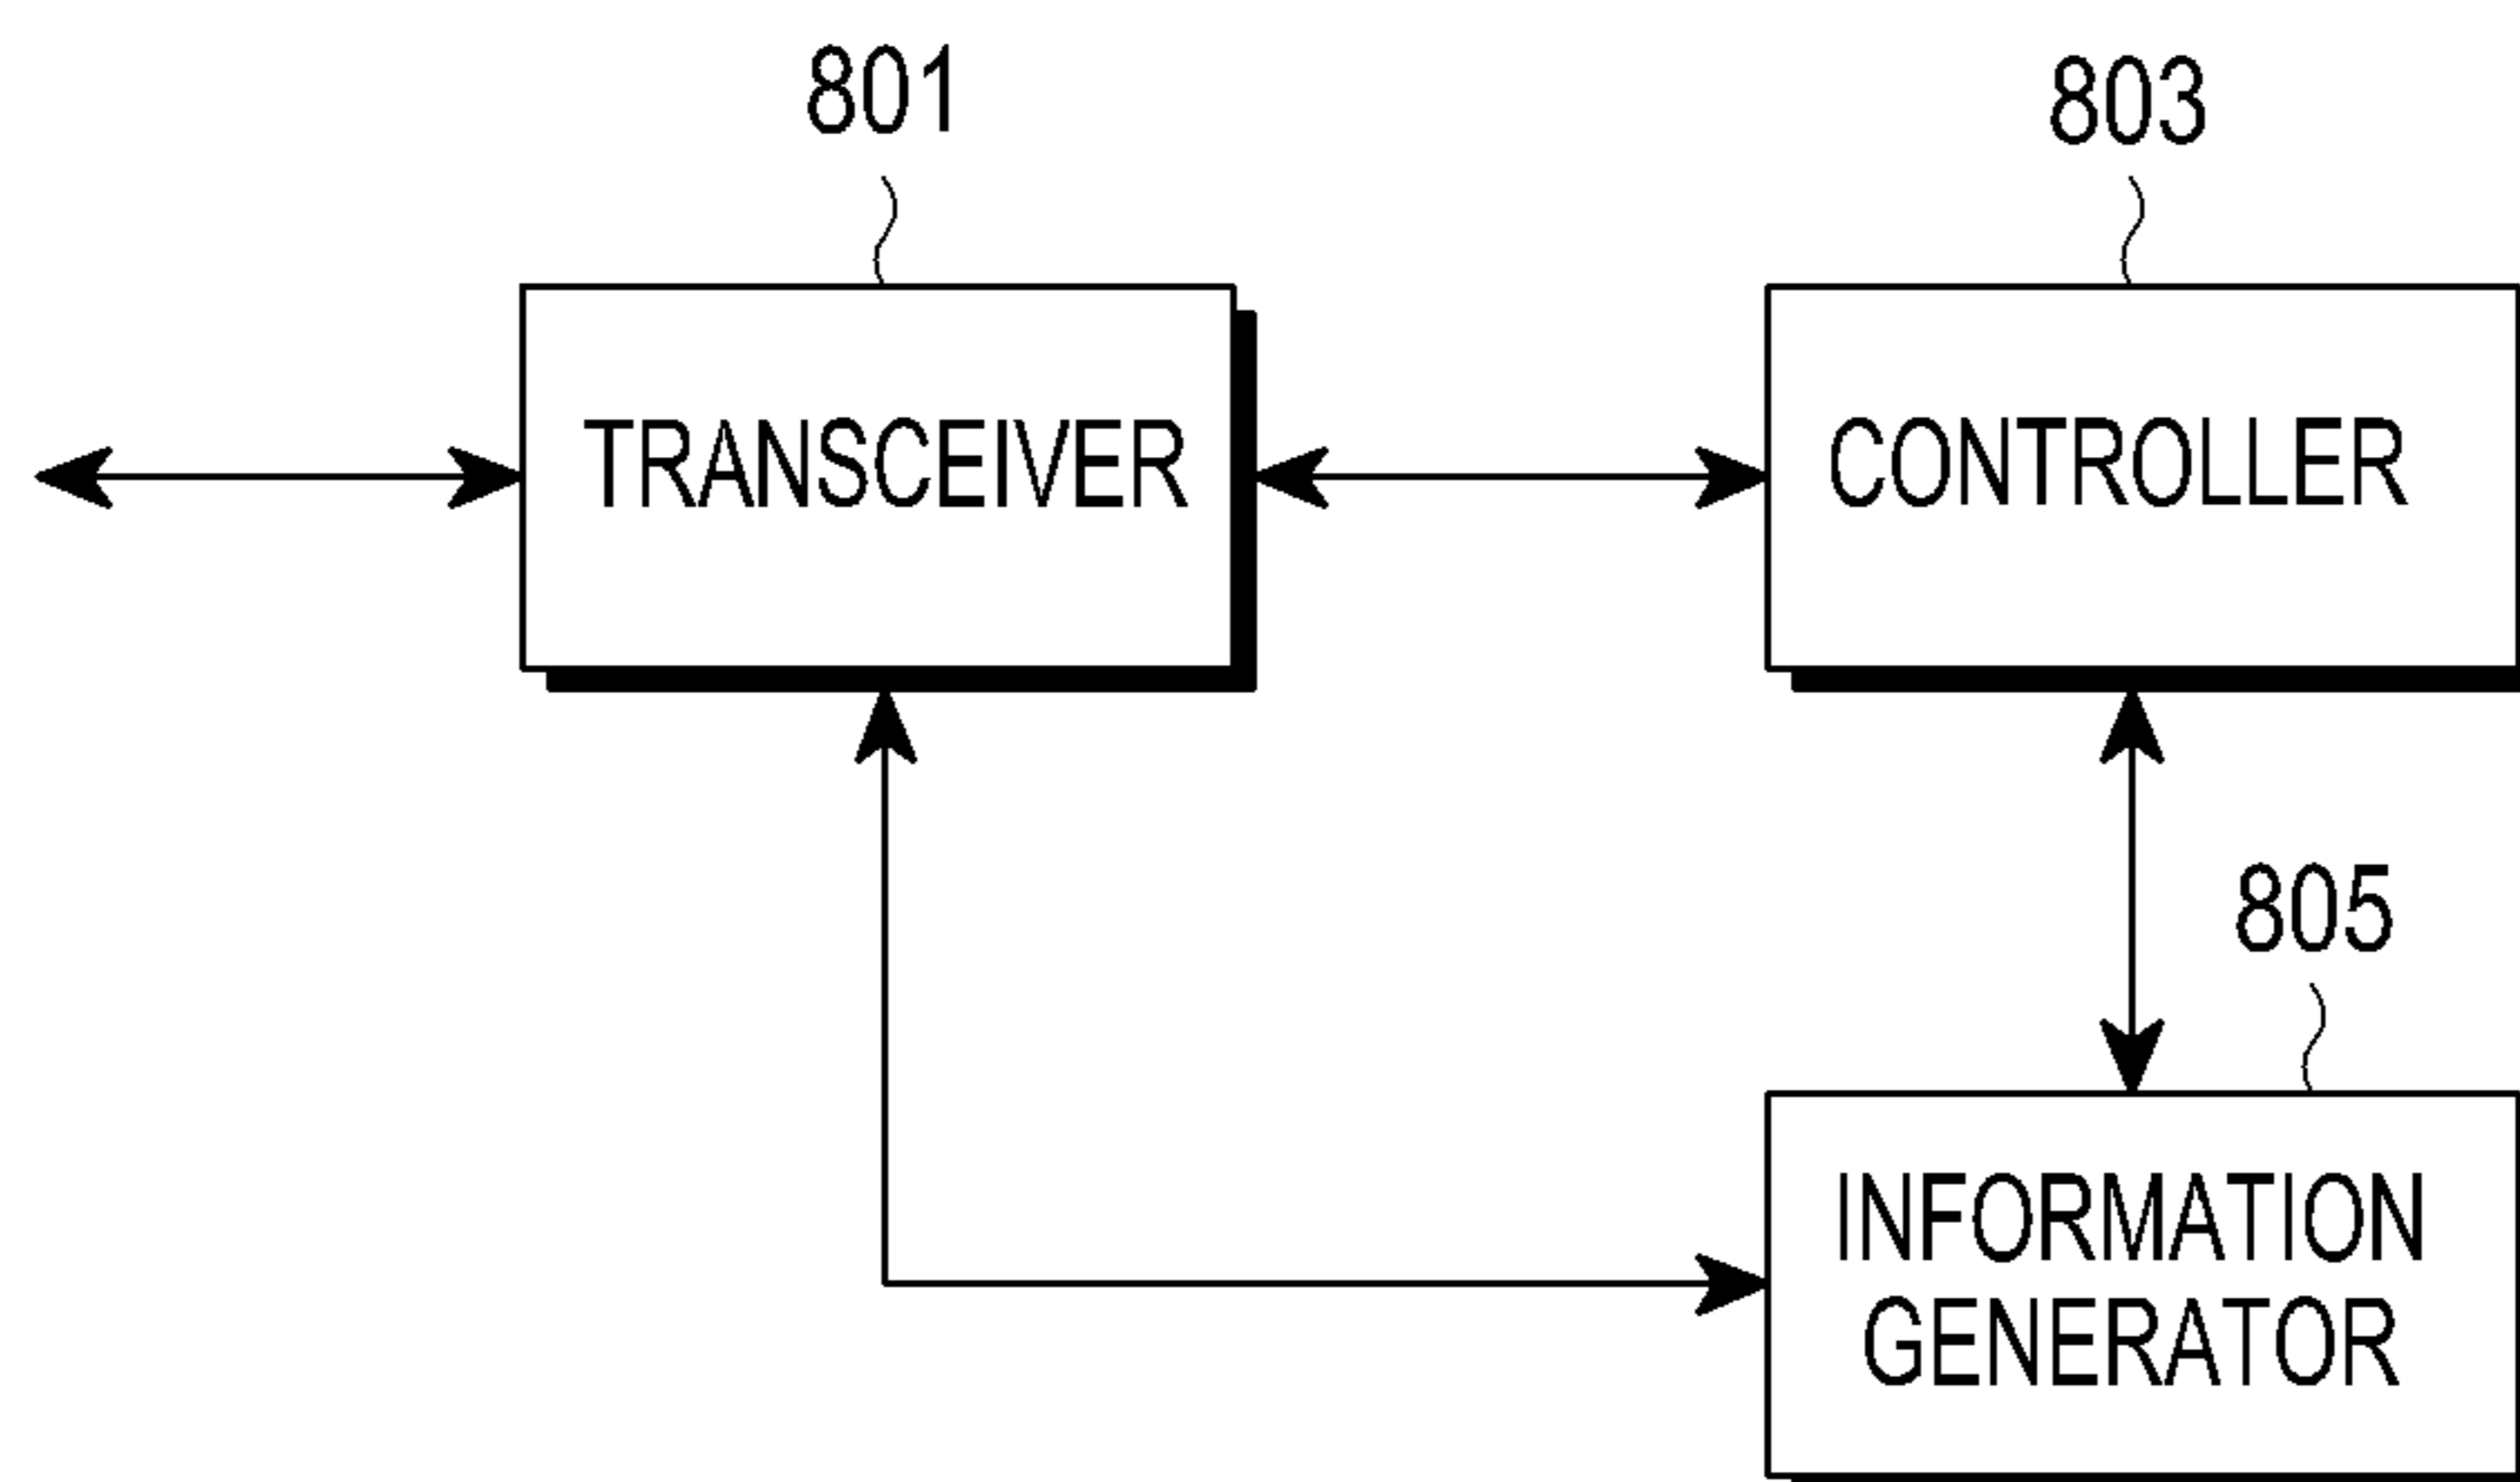 801
803
TRANSCEIVER
CONTROLLER
805
INFORMATION
GENERATOR